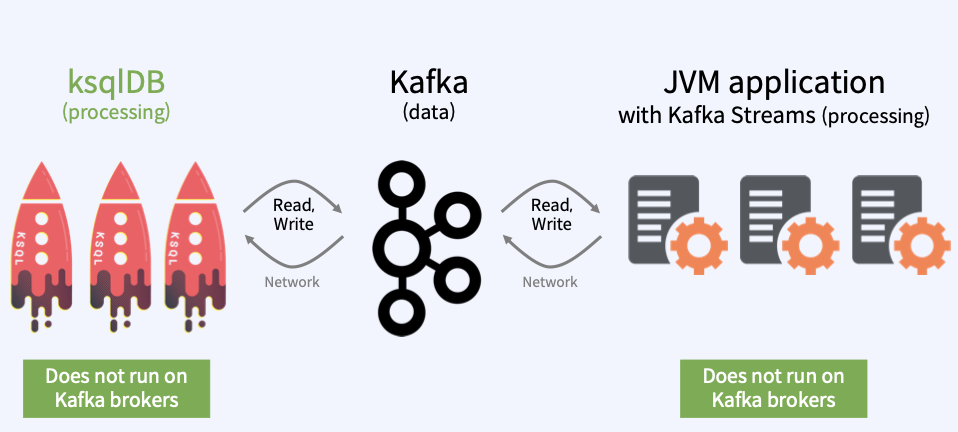 ksqlDB
(processing)
Kafka
(data)
JVM application
with Kafka Streams (processing)
KSQL
KSQL
KSQL
Read,
Write
Network
Read,
Write
Network
Does not run on
Kafka brokers
Does not run on
Kafka brokers